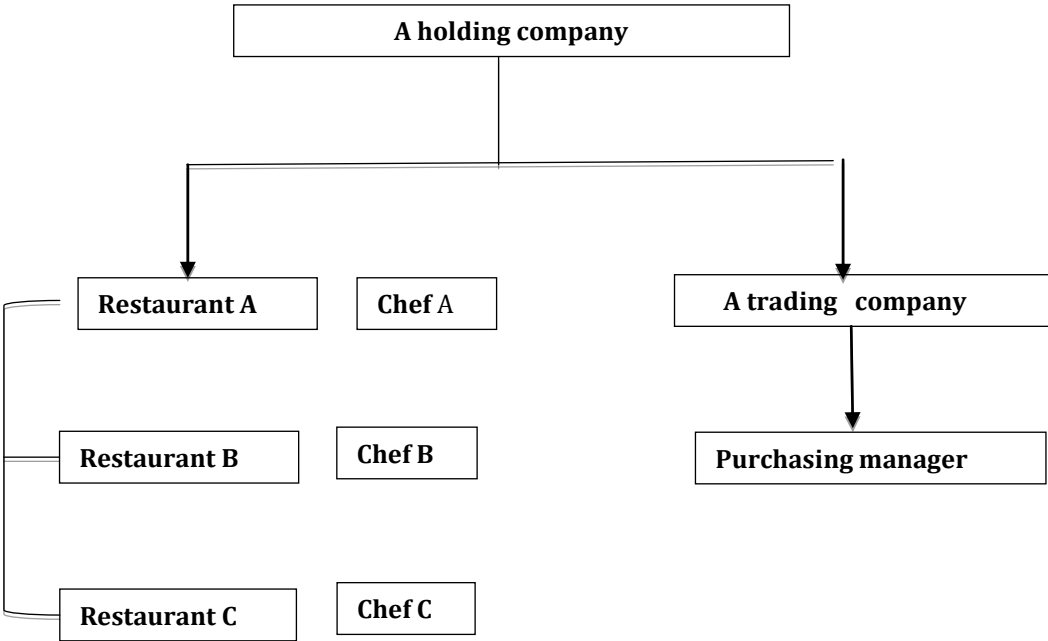 A holding company
Restaurant A
Chef A
A trading company
Restaurant B
Chef B
Purchasing manager
Restaurant C
Chef C